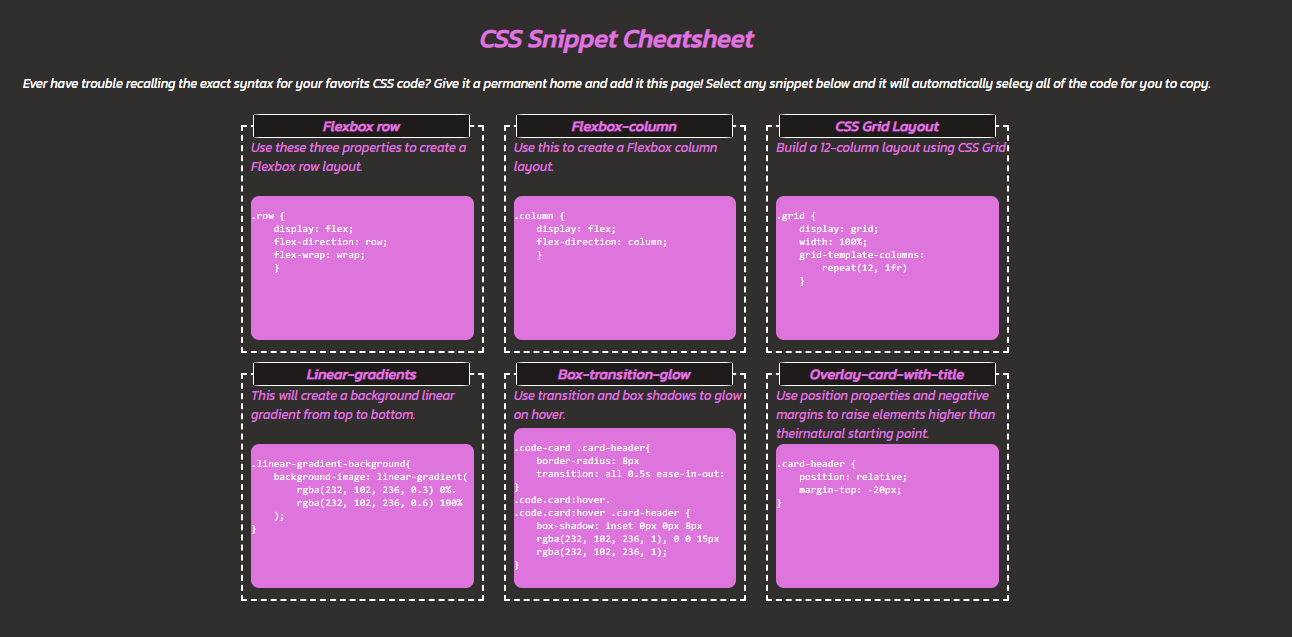 CSS Snippet Cheatsheet
Ever have trouble recalling the exact syntax for your favorits CSS code? Give it a permanent home and add it this page! Select any snippet below and it will automatically selecy all of the code for you to copy.
Flexbox row
Use these three properties to create a
Flexbox row layout.
.row {
    display: flex;
    flex-direction: row;
    flex-wrap: wrap;
    }
Flexbox-column
Use this to create a Flexbox column
layout.
.column {
    display: flex;
    flex-direction: column;
    }
CSS Grid Layout
Build a 12-column layout using CSS Grid
.grid {
    display: grid;
    width: 100%;
    grid-template-columns:
        repeat(12, 1fr)
    }
Linear-gradients
This will create a background linear
gradient from top to bottom.
.linear-gradient-background{
    background-image: linear-gradient(
        rgba(232, 102, 236, 0.3) 0%.
        rgba(232, 102, 236, 0.6) 100%
    );
}
Box-transition-glow
Use transition and box shadows to glow
on hover.
.code-card .card-header{
    border-radius: 8px
    transition: all 0.5s ease-in-out:
}
.code.card:hover.
.code.card:hover .card-header {
    box-shadow: inset 0px 0px 8px
    rgba(232, 102, 236, 1), 0 0 15px
    rgba(232, 102, 236, 1);
}
Overlay-card-with-title
Use position properties and negative
margins to raise elements higher than
theirnatural starting point.
.card-header {
    position: relative;
    margin-top: -20px;
}